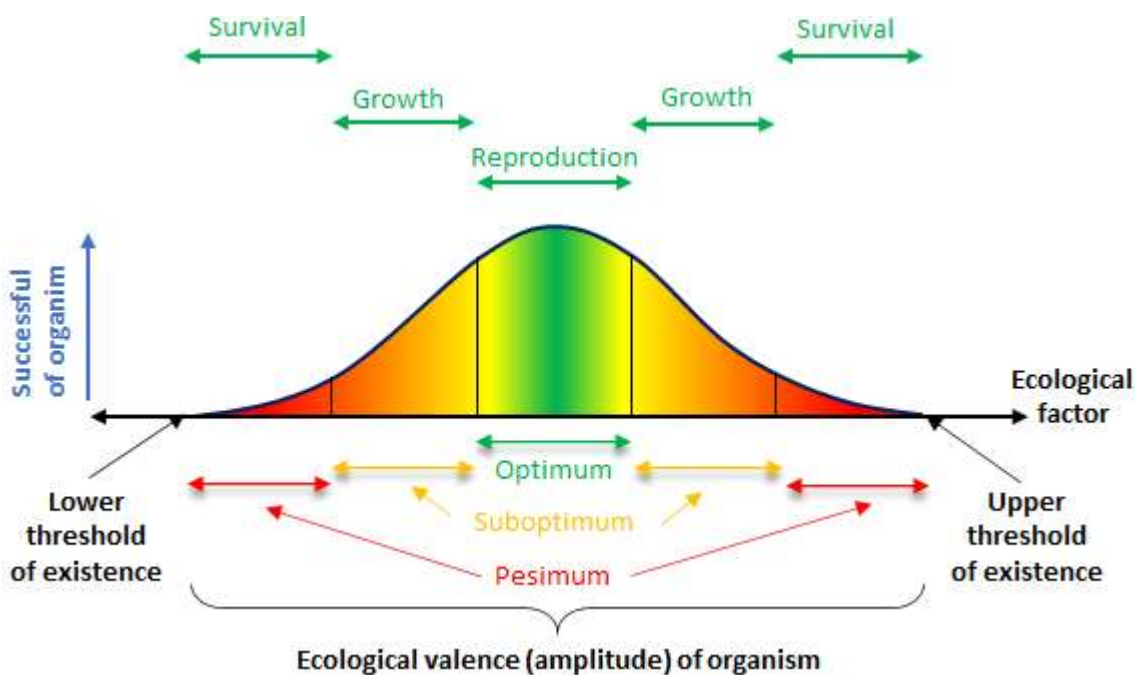 Survival
Survival
Growth
Growth
Reproduction
Successful
of organim
Ecological
factor
Optimum
Lower
threshold
of existence
Suboptimum
Upper
threshold
of existence
Pesimum
Ecological valence (amplitude) of organism